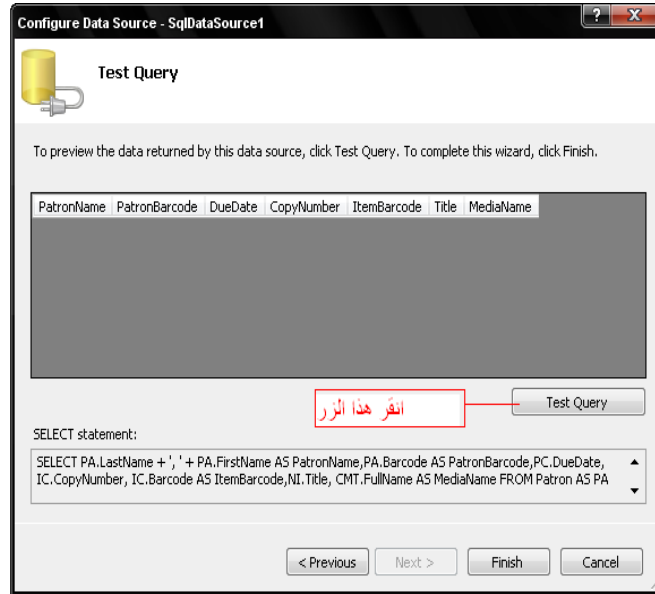 Configure Data Source - SqlDataSource1
Test Query
To preview the data returned by this data source, click Test Query. To complete this wizard, click Finish.
PatronName PatronBarcode DueDate CopyNumber ItemBarcode Title MediaName
انقر هذا الزر
Test Query
SELECT statement:
SELECT PA.LastName + ', ' + PA.FirstName AS PatronName,PA.Barcode AS PatronBarcode,PC.DueDate,
IC.CopyNumber, IC.Barcode AS ItemBarcode,NI.Title, CMT.FullName AS MediaName FROM Patron AS PA
< Previous Next > Finish Cancel